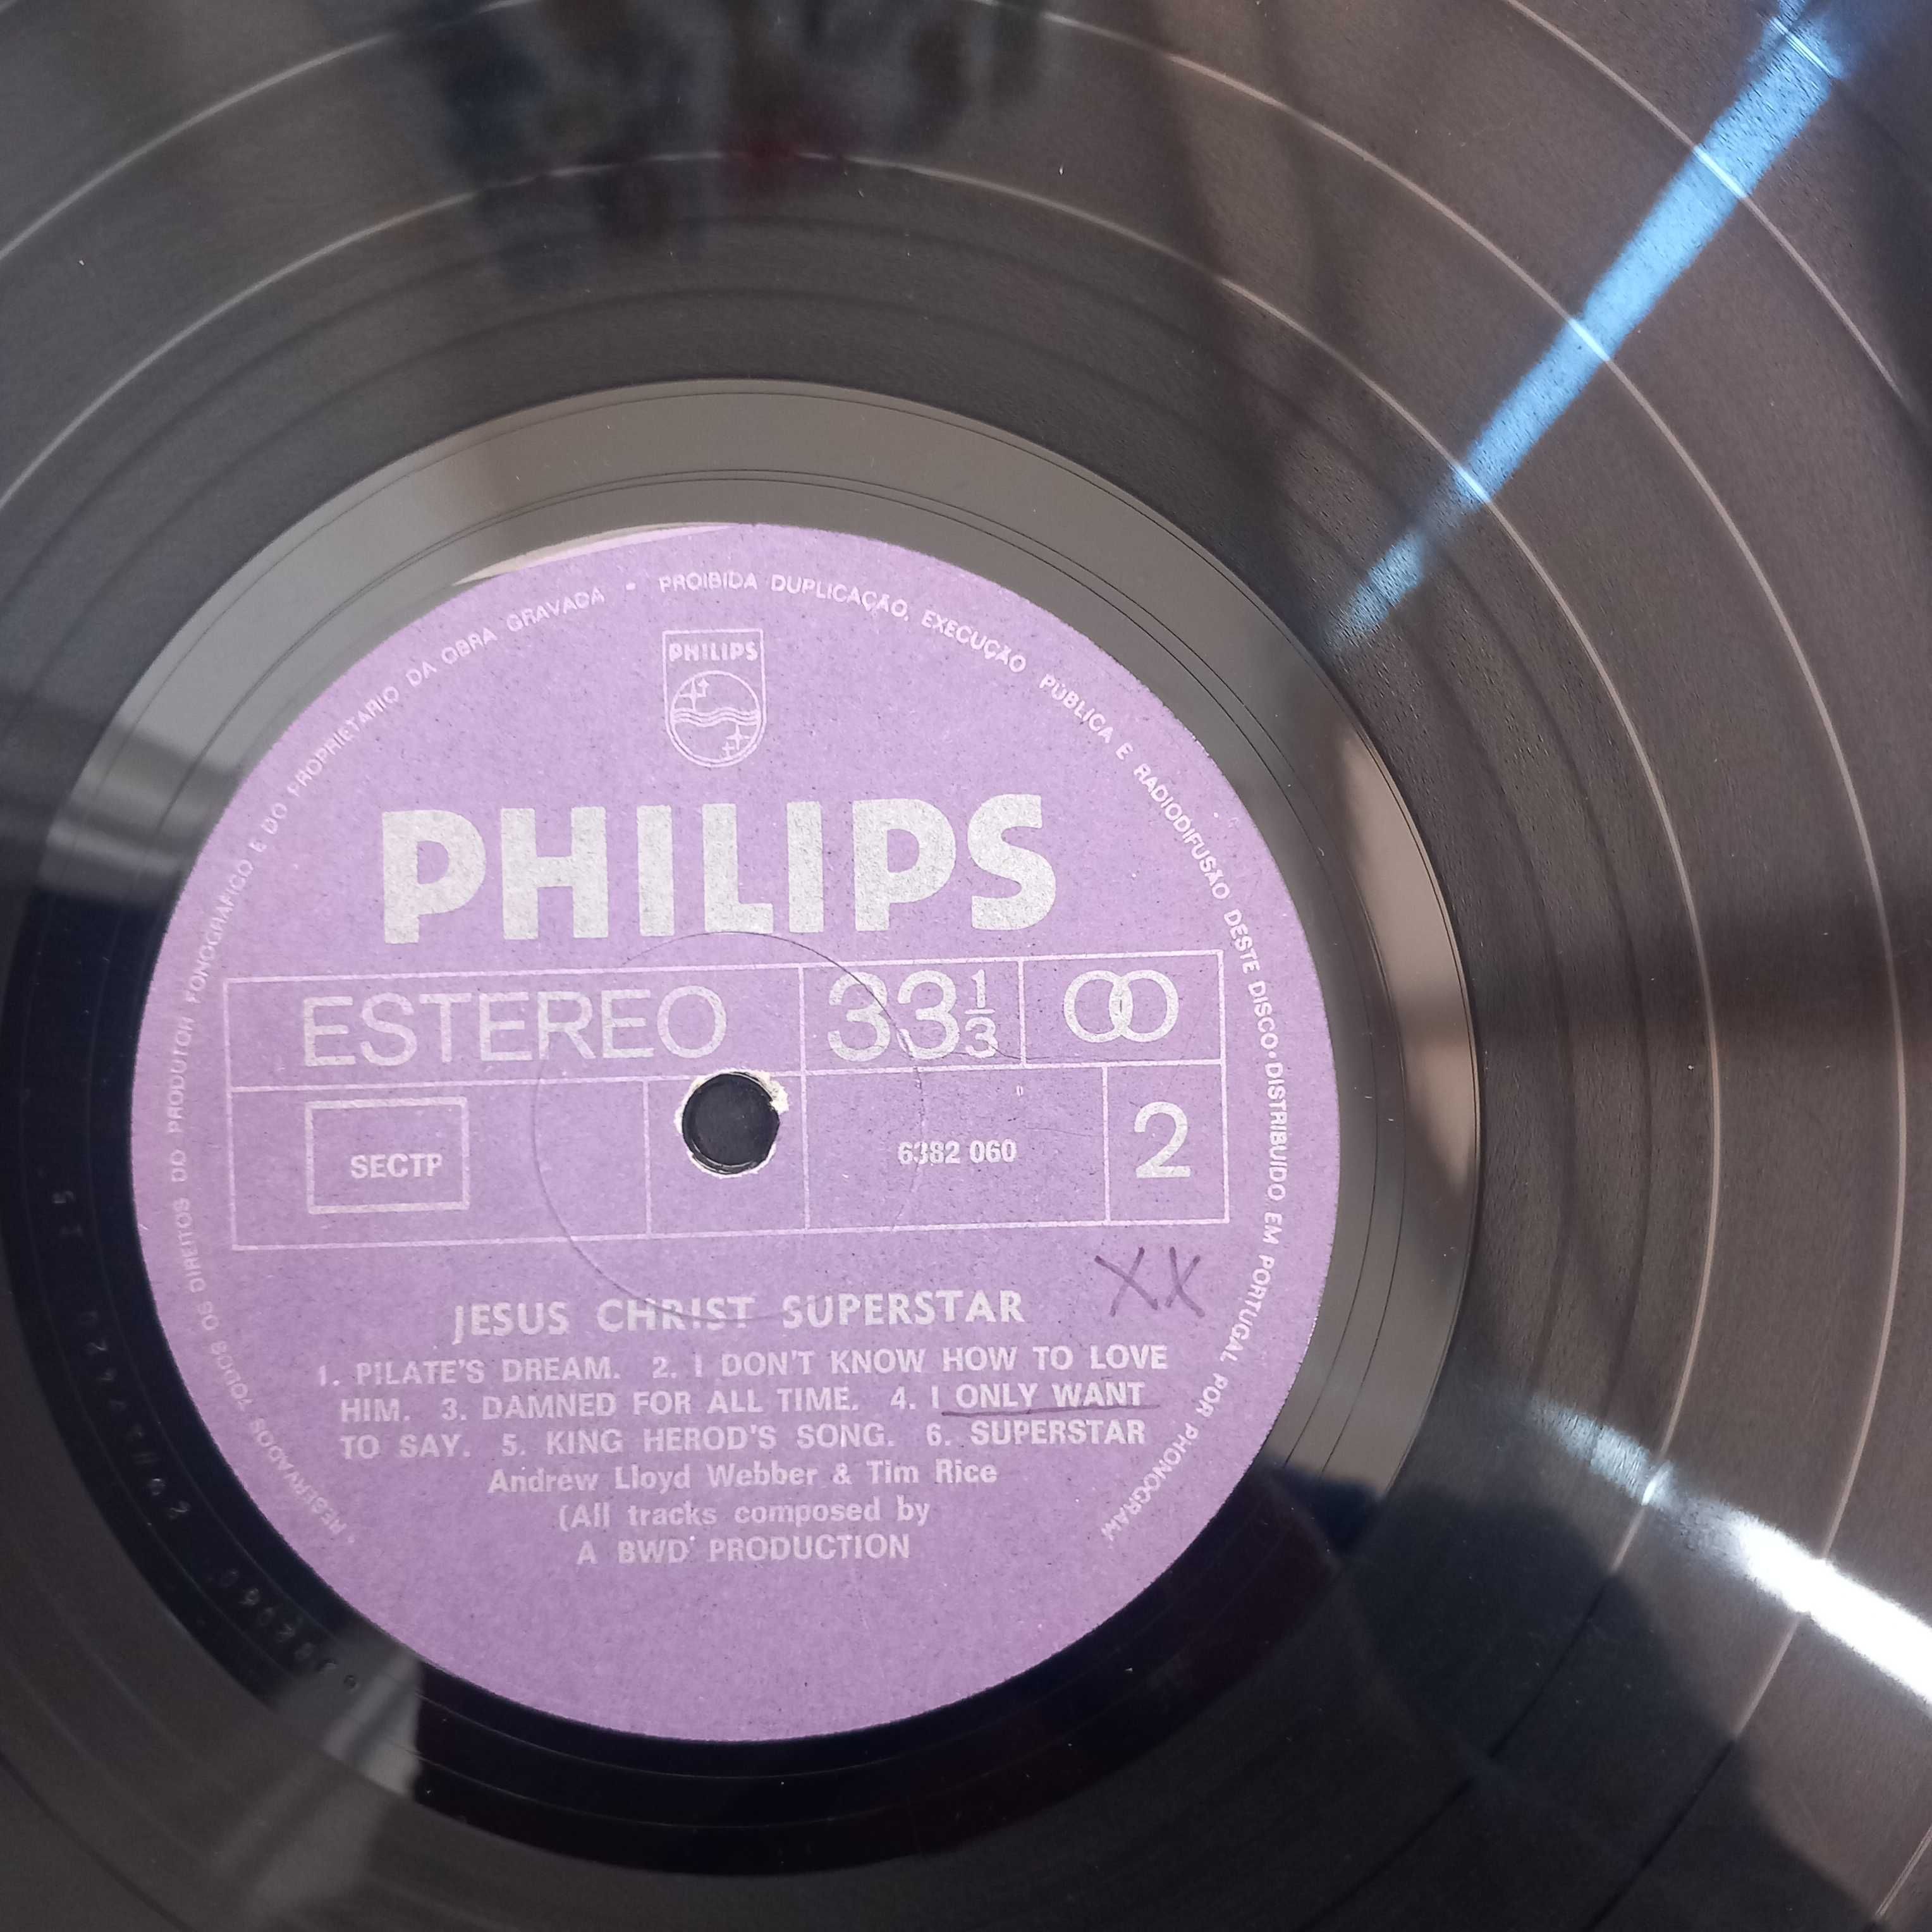 RESERVADOS TODOS OS DIREITOS DO PRODUTOR FONOGRÁFICO E DO PROPRIETÁRIO DA OBRA GRAVADA • PROIBIDA DUPLICAÇÃO, EXECUÇÃO PÚBLICA E RADIODIFUSÃO DESTE DISCO • DISTRIBUIDO EM PORTUGAL POR PHONOGRAM
PHILIPS
PHILIPS
ESTEREO 33 1/3
SECTP 6382 060 2
XX
JESUS CHRIST SUPERSTAR
1. PILATE'S DREAM. 2. I DON'T KNOW HOW TO LOVE
HIM. 3. DAMNED FOR ALL TIME. 4. I ONLY WANT
TO SAY. 5. KING HEROD'S SONG. 6. SUPERSTAR
Andrew Lloyd Webber & Tim Rice
(All tracks composed by
A BWD PRODUCTION